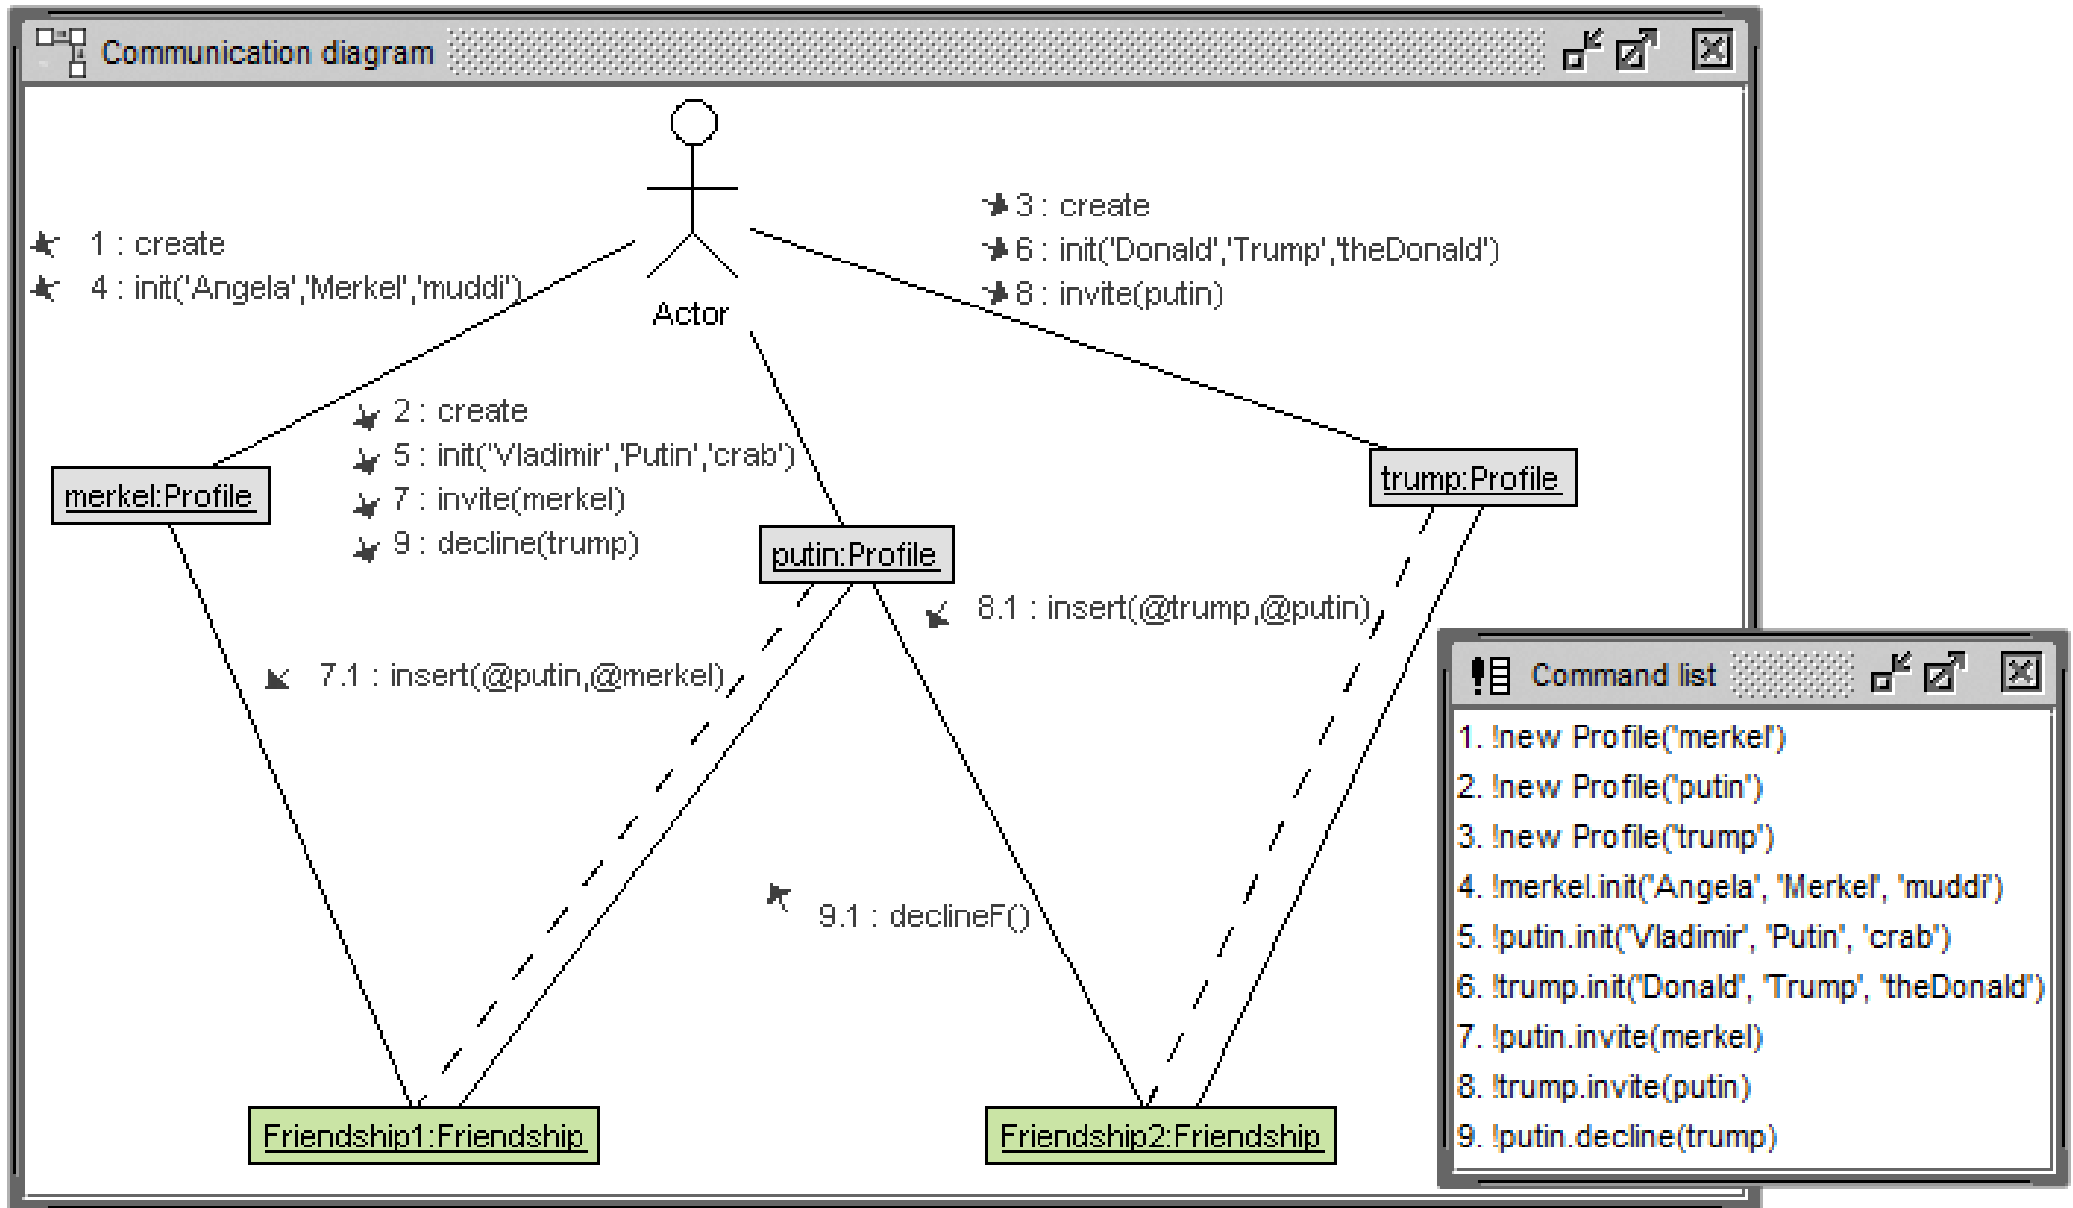 Communication diagram
1 : create
4 : init('Angela','Merkel','muddi')
Actor
3 : create
6 : init('Donald','Trump','theDonald')
8 : invite(putin)
2 : create
5 : init('Vladimir','Putin','crab')
7 : invite(merkel)
9 : decline(trump)
merkel:Profile
putin:Profile
trump:Profile
7.1 : insert(@putin,@merkel)
8.1 : insert(@trump,@putin)
9.1 : declineF()
Friendship1:Friendship
Friendship2:Friendship
Command list
1. !new Profile('merkel')
2. !new Profile('putin')
3. !new Profile('trump')
4. !merkel.init('Angela', 'Merkel', 'muddi')
5. !putin.init('Vladimir', 'Putin', 'crab')
6. !trump.init('Donald', 'Trump', 'theDonald')
7. !putin.invite(merkel)
8. !trump.invite(putin)
9. !putin.decline(trump)